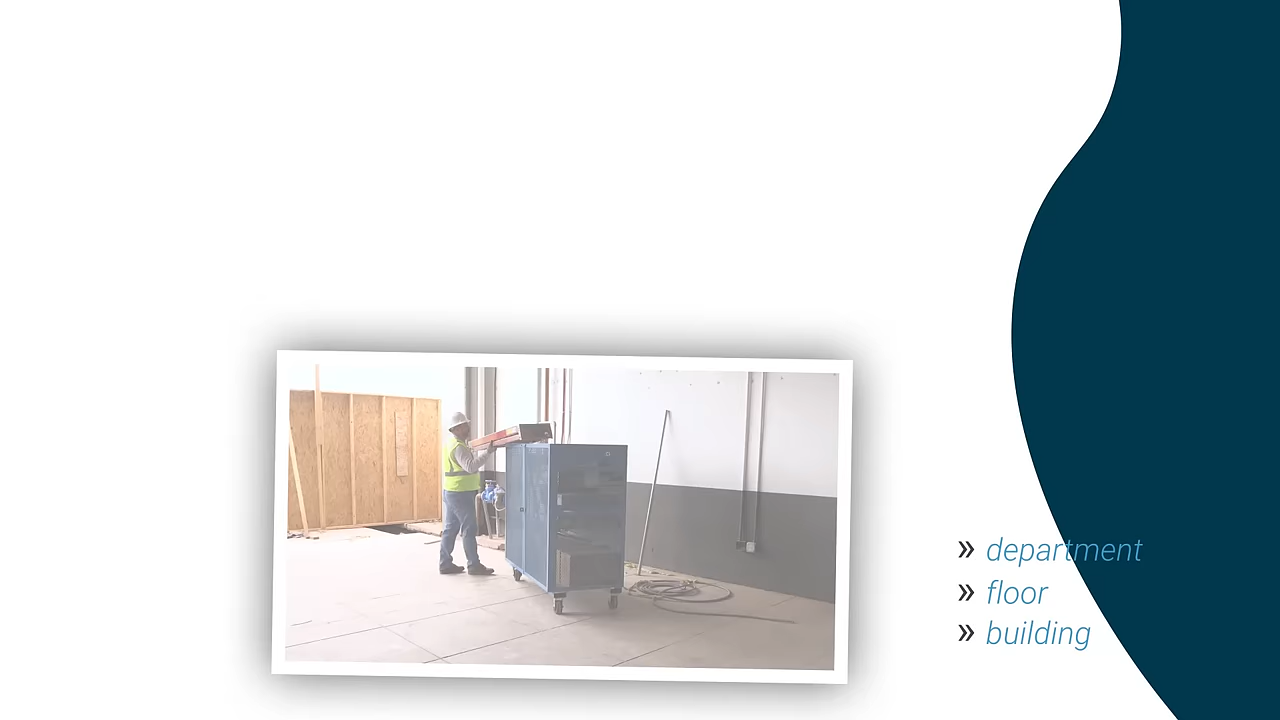 » department
» floor
» building